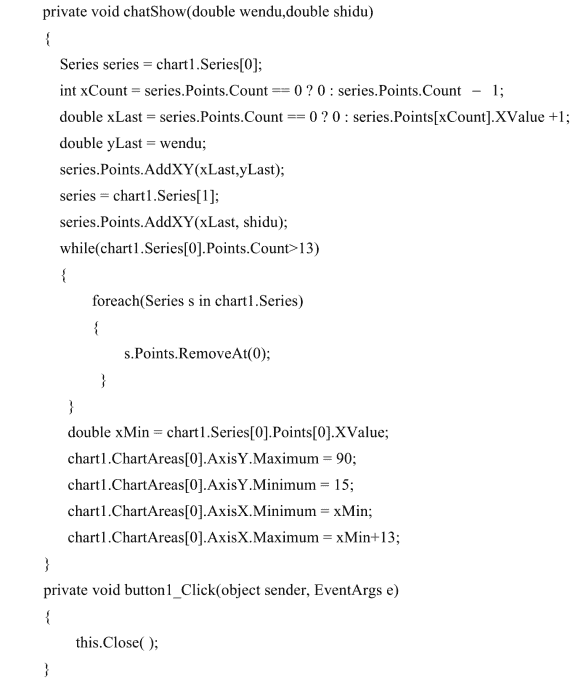 private void chatShow(double wendu,double shidu)
{
Series series = chart1.Series[0];
int xCount = series.Points.Count == 0 ? 0 : series.Points.Count － 1;
double xLast = series.Points.Count == 0 ? 0 : series.Points[xCount].XValue +1;
double yLast = wendu;
series.Points.AddXY(xLast,yLast);
series = chart1.Series[1];
series.Points.AddXY(xLast, shidu);
while(chart1.Series[0].Points.Count>13)
{
foreach(Series s in chart1.Series)
{
s.Points.RemoveAt(0);
}
}
double xMin = chart1.Series[0].Points[0].XValue;
chart1.ChartAreas[0].AxisY.Maximum = 90;
chart1.ChartAreas[0].AxisY.Minimum = 15;
chart1.ChartAreas[0].AxisX.Minimum = xMin;
chart1.ChartAreas[0].AxisX.Maximum = xMin+13;
}
private void button1_Click(object sender, EventArgs e)
{
this.Close( );
}